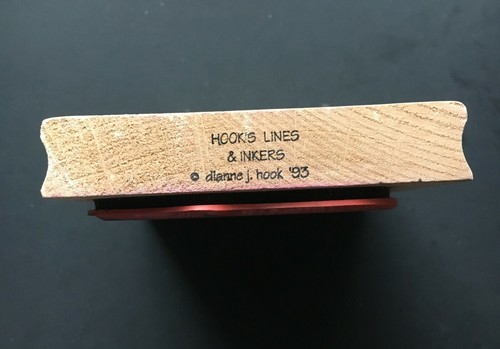 HOOK'S LINES
& INKERS
© dianne j. hook '93